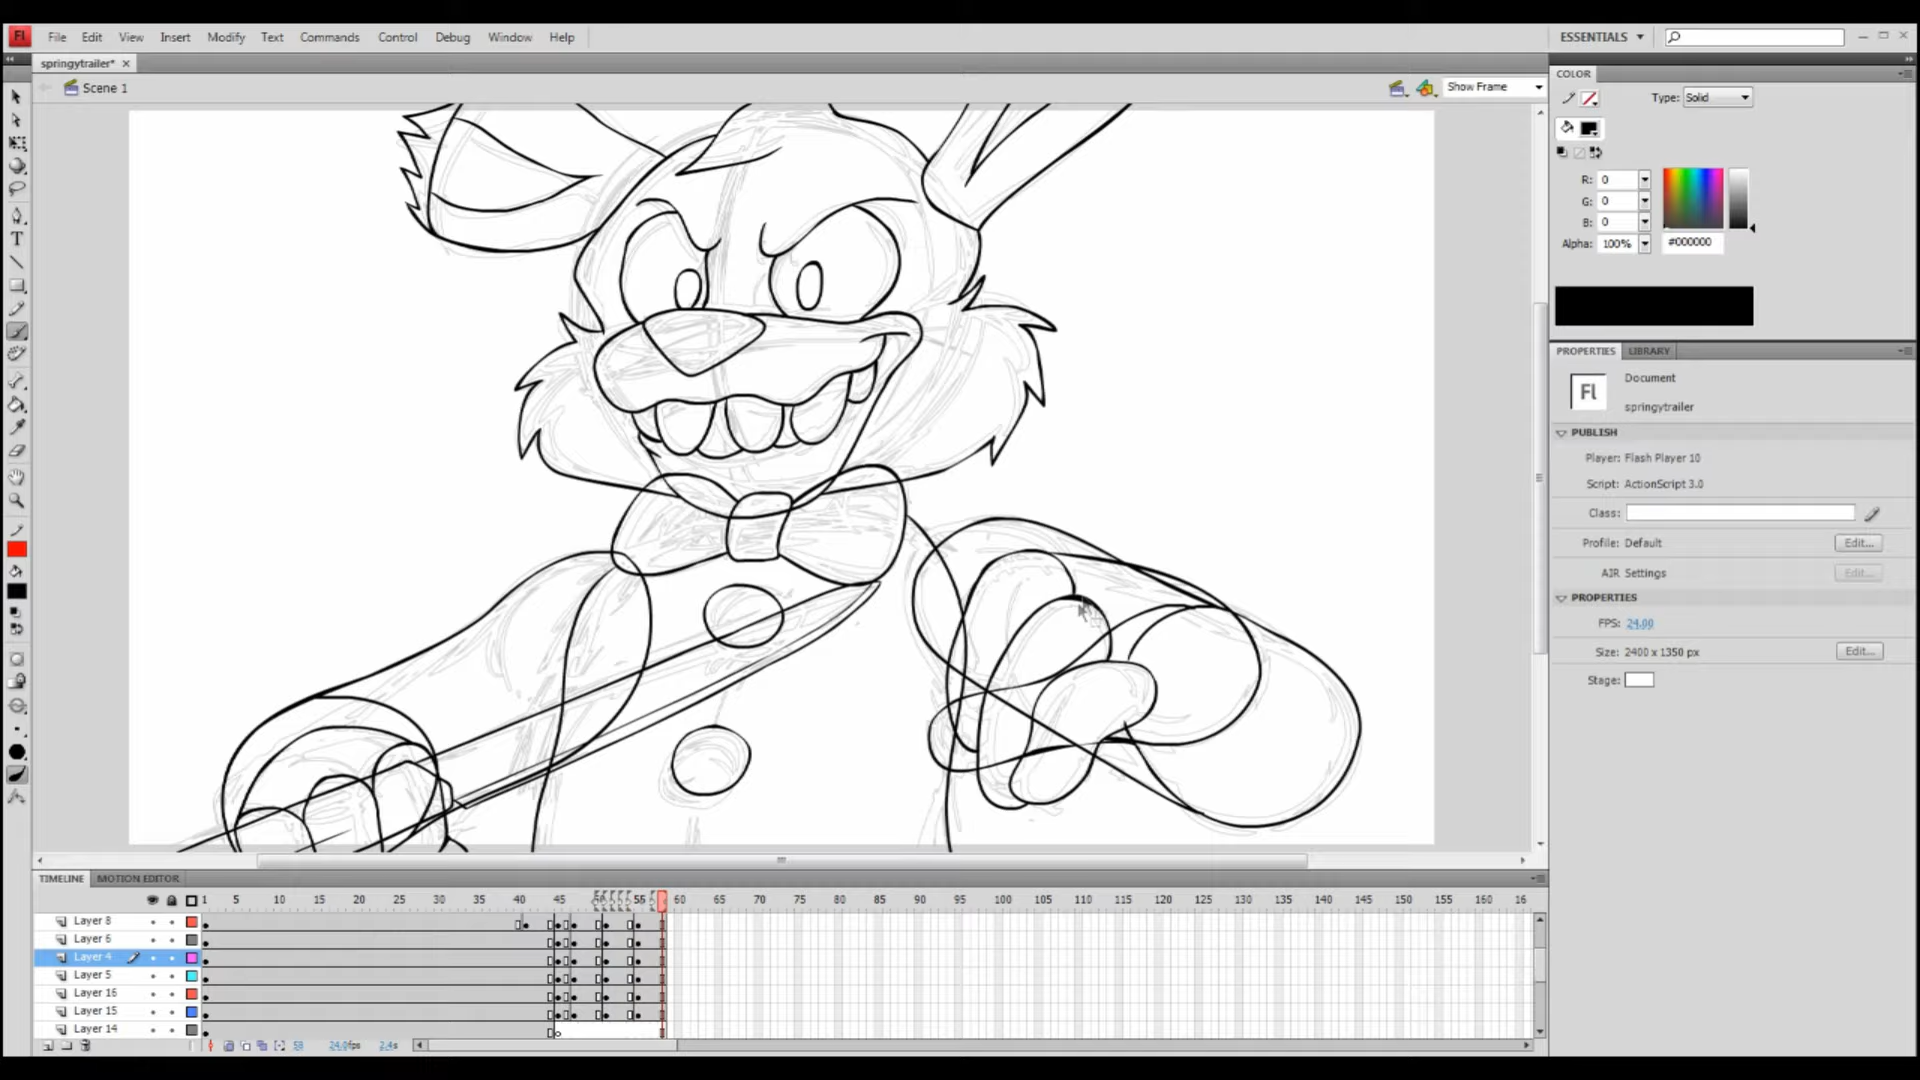 Fl File Edit View Insert Modify Text Commands Control Debug Window Help ESSENTIALS
springytrailer* ×
Scene 1 Show Frame
COLOR
Type: Solid
R: 0
G: 0
B: 0
Alpha: 100% #000000
PROPERTIES LIBRARY
Fl Document
springytrailer
PUBLISH
Player: Flash Player 10
Script: ActionScript 3.0
Class:
Profile: Default Edit...
AIR Settings Edit...
PROPERTIES
FPS: 24.00
Size: 2400 x 1350 px Edit...
Stage:
T
TIMELINE MOTION EDITOR
1 5 10 15 20 25 30 35 40 45 55 60 65 70 75 80 85 90 95 100 105 110 115 120 125 130 135 140 145 150 155 16
Layer 8
Layer 6
Layer 4
Layer 5
Layer 16
Layer 15
Layer 14
24.0fps 2.4s